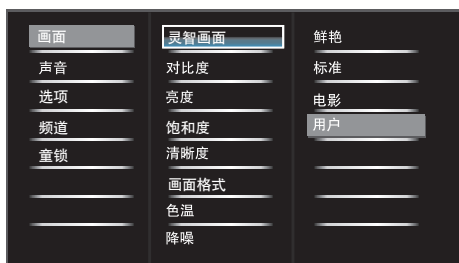 画面
声音
选项
频道
童锁
灵智画面
对比度
亮度
饱和度
清晰度
画面格式
色温
降噪
鲜艳
标准
电影
用户